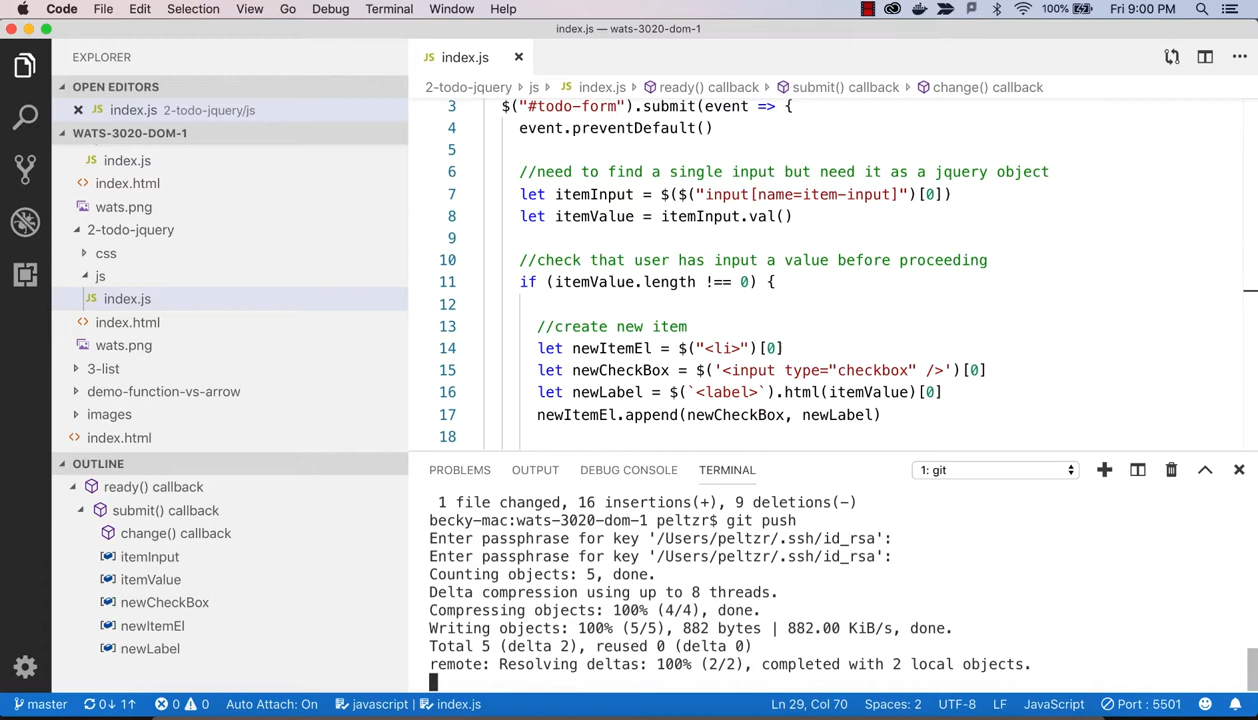 Code File Edit Selection View Go Debug Terminal Window Help 100% Fri 9:00 PM
index.js — wats-3020-dom-1
EXPLORER
OPEN EDITORS
JS index.js 2-todo-jquery/js
WATS-3020-DOM-1
JS index.js
<> index.html
wats.png
2-todo-jquery
css
js
JS index.js
<> index.html
wats.png
3-list
demo-function-vs-arrow
images
<> index.html
OUTLINE
ready() callback
submit() callback
change() callback
itemInput
itemValue
newCheckBox
newItemEl
newLabel
JS index.js
2-todo-jquery js JS index.js ready() callback submit() callback change() callback
3 $("#todo-form").submit(event => {
4 event.preventDefault()
5
6 //need to find a single input but need it as a jquery object
7 let itemInput = $($("input[name=item-input]")[0])
8 let itemValue = itemInput.val()
9
10 //check that user has input a value before proceeding
11 if (itemValue.length !== 0) {
12
13 //create new item
14 let newItemEl = $("<li>")[0]
15 let newCheckBox = $('<input type="checkbox" />')[0]
16 let newLabel = $(`<label>`).html(itemValue)[0]
17 newItemEl.append(newCheckBox, newLabel)
18
PROBLEMS OUTPUT DEBUG CONSOLE TERMINAL 1: git
1 file changed, 16 insertions(+), 9 deletions(-)
becky-mac:wats-3020-dom-1 peltzr$ git push
Enter passphrase for key '/Users/peltzr/.ssh/id_rsa':
Enter passphrase for key '/Users/peltzr/.ssh/id_rsa':
Counting objects: 5, done.
Delta compression using up to 8 threads.
Compressing objects: 100% (4/4), done.
Writing objects: 100% (5/5), 882 bytes | 882.00 KiB/s, done.
Total 5 (delta 2), reused 0 (delta 0)
remote: Resolving deltas: 100% (2/2), completed with 2 local objects.
master 0↓ 1↑ 0 0 Auto Attach: On javascript | index.js Ln 29, Col 70 Spaces: 2 UTF-8 LF JavaScript Port : 5501